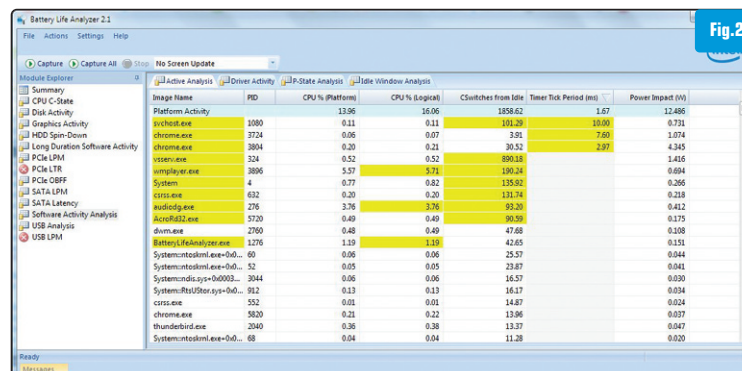 Battery Life Analyzer 2.1
Fig.2
File Actions Settings Help
Capture Capture All Stop No Screen Update
Module Explorer
Summary
CPU C-State
Disk Activity
Graphics Activity
HDD Spin-Down
Long Duration Software Activity
PCIe LPM
PCIe LTR
PCIe OBFF
SATA LPM
SATA Latency
Software Activity Analysis
USB Analysis
USB LPM
Active Analysis Driver Activity P-State Analysis Idle Window Analysis
Image Name PID CPU % (Platform) CPU % (Logical) CSwitches from Idle Timer Tick Period (ms) Power Impact (W)
Platform Activity 13.96 16.06 1858.62 1.67 12.486
svchost.exe 1080 0.11 0.11 101.29 10.00 0.731
chrome.exe 3724 0.06 0.07 3.91 7.60 1.074
chrome.exe 3804 0.20 0.21 30.52 2.97 4.345
vsserv.exe 324 0.52 0.52 890.18 1.416
wmplayer.exe 3896 5.57 5.71 190.24 0.694
System 4 0.77 0.82 135.92 0.266
csrss.exe 632 0.20 0.20 131.74 0.218
audiodg.exe 276 3.76 3.76 93.20 0.412
AcroRd32.exe 5720 0.49 0.49 90.59 0.175
dwm.exe 2760 0.48 0.49 47.68 0.108
BatteryLifeAnalyzer.exe 1276 1.19 1.19 42.65 0.151
System::ntoskrnl.exe+0x0... 60 0.06 0.06 25.57 0.044
System::ntoskrnl.exe+0x0... 52 0.05 0.05 23.87 0.041
System::ndis.sys+0x0003... 3044 0.06 0.06 16.57 0.030
System::RtsUStor.sys+0x0... 912 0.13 0.13 16.17 0.034
csrss.exe 552 0.01 0.01 14.87 0.024
chrome.exe 5820 0.21 0.22 13.96 0.037
thunderbird.exe 2040 0.36 0.38 13.37 0.047
System::ntoskrnl.exe+0x0... 68 0.04 0.04 11.28 0.020
Ready
Messages